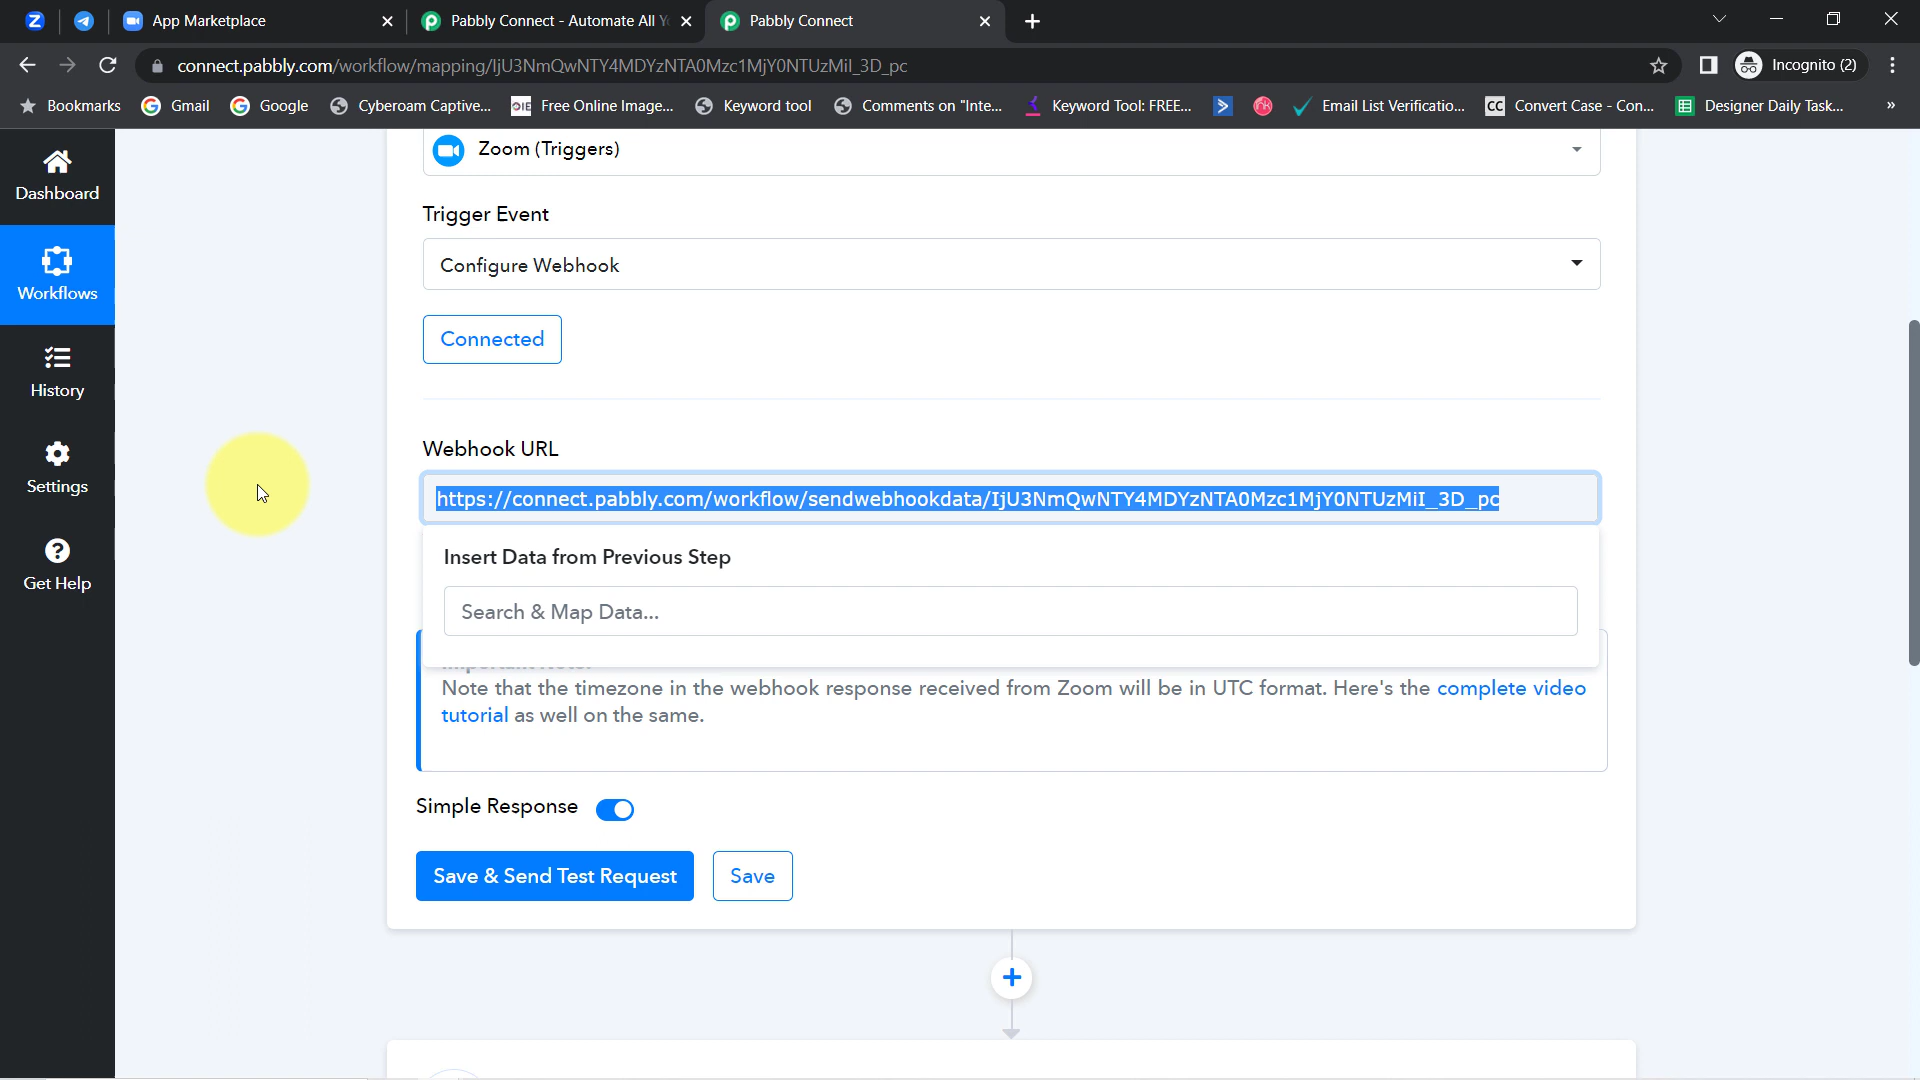 App Marketplace
Pabbly Connect - Automate All Y
Pabbly Connect
connect.pabbly.com/workflow/mapping/IjU3NmQwNTY4MDYzNTA0Mzc1MjY0NTUzMiI_3D_pc
Incognito (2)
Bookmarks
Gmail
Google
Cyberoam Captive...
OIE
Free Online Image...
Keyword tool
Comments on "Inte...
Keyword Tool: FREE...
Email List Verificatio...
CC
Convert Case - Con...
Designer Daily Task...
»
Dashboard
Workflows
History
Settings
Get Help
Zoom (Triggers)
Trigger Event
Configure Webhook
Connected
Webhook URL
https://connect.pabbly.com/workflow/sendwebhookdata/IjU3NmQwNTY4MDYzNTA0Mzc1MjY0NTUzMiI_3D_pc
Insert Data from Previous Step
Search & Map Data...
Note that the timezone in the webhook response received from Zoom will be in UTC format. Here's the complete video
tutorial as well on the same.
Simple Response
Save & Send Test Request
Save